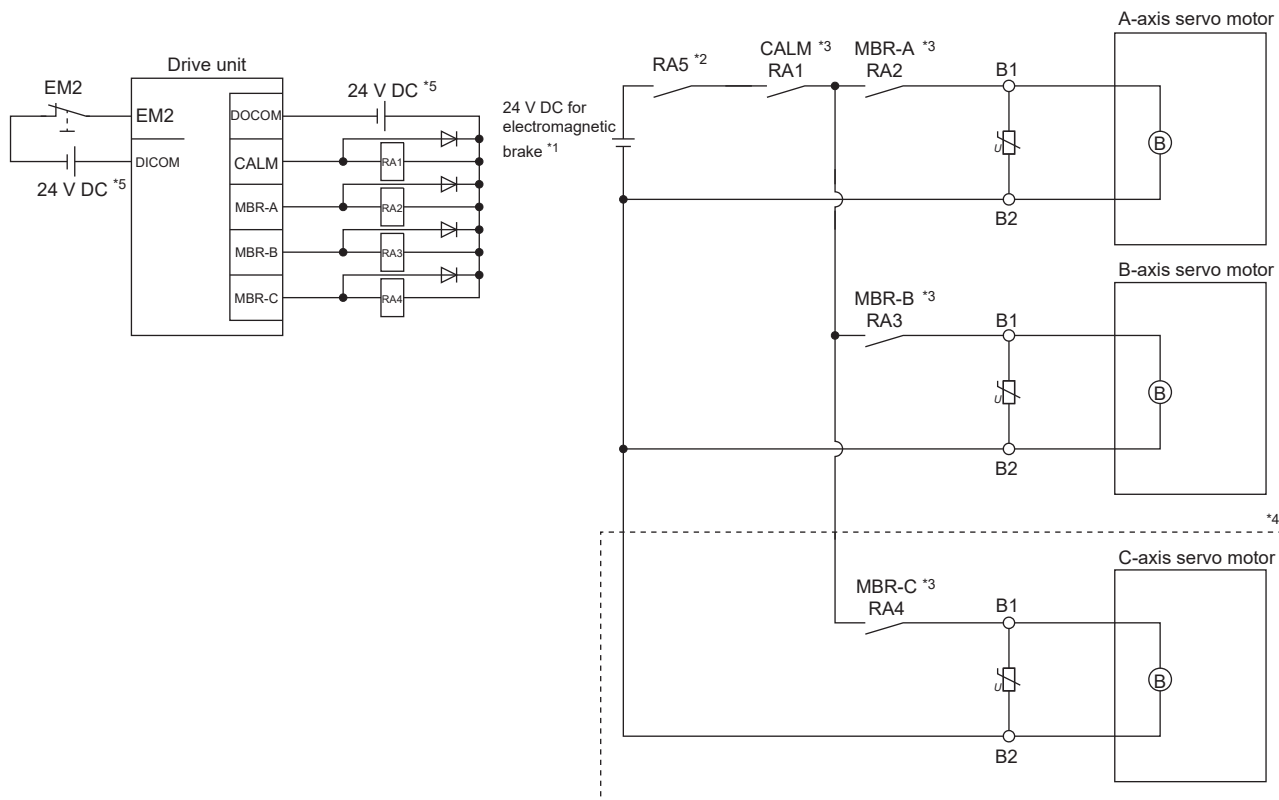 A-axis servo motor
CALM *3 MBR-A *3
RA5 *2 RA1 RA2 B1
Drive unit
EM2
24 V DC *5
24 V DC for
electromagnetic
brake *1
EM2
DOCOM
DICOM
CALM
RA1
U
B
24 V DC *5
MBR-A
RA2
B2
MBR-B
RA3
MBR-C
RA4
B-axis servo motor
MBR-B *3
RA3
B1
U
B
B2
*4
C-axis servo motor
MBR-C *3
RA4
B1
U
B
B2